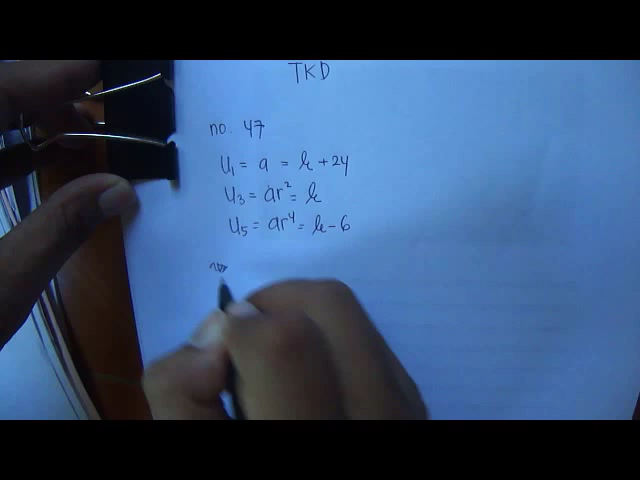 TKD
no. 47
U₁ = a = k + 24
U₃ = ar² = k
U₅ = ar⁴ = k - 6